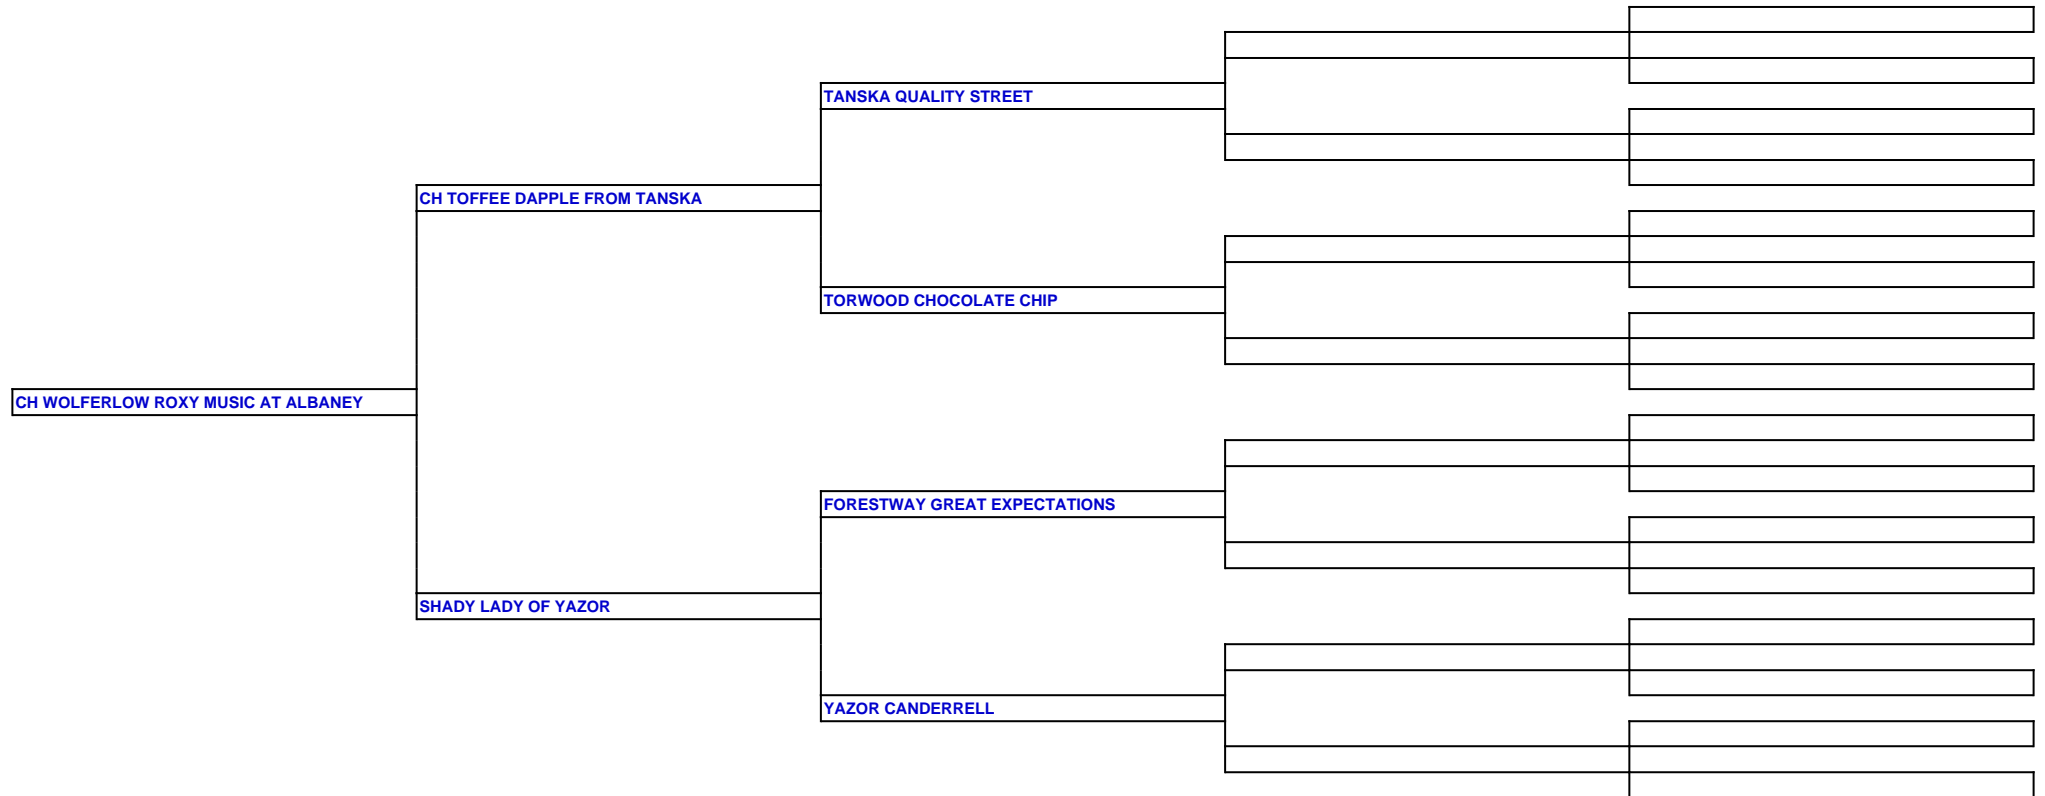 TANSKA QUALITY STREET
CH TOFFEE DAPPLE FROM TANSKA
TORWOOD CHOCOLATE CHIP
CH WOLFERLOW ROXY MUSIC AT ALBANEY
FORESTWAY GREAT EXPECTATIONS
SHADY LADY OF YAZOR
YAZOR CANDERRELL